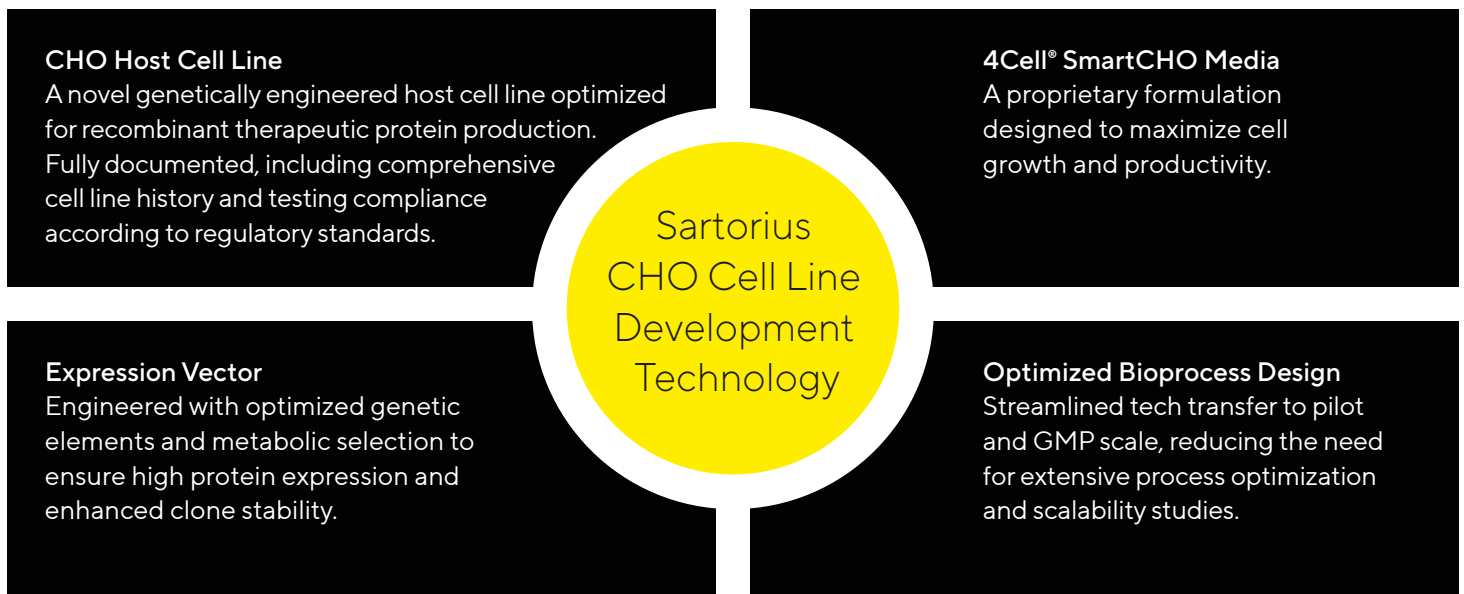 CHO Host Cell Line
A novel genetically engineered host cell line optimized
for recombinant therapeutic protein production.
Fully documented, including comprehensive
cell line history and testing compliance
according to regulatory standards.
4Cell® SmartCHO Media
A proprietary formulation
designed to maximize cell
growth and productivity.
Sartorius
CHO Cell Line
Development
Technology
Expression Vector
Engineered with optimized genetic
elements and metabolic selection to
ensure high protein expression and
enhanced clone stability.
Optimized Bioprocess Design
Streamlined tech transfer to pilot
and GMP scale, reducing the need
for extensive process optimization
and scalability studies.